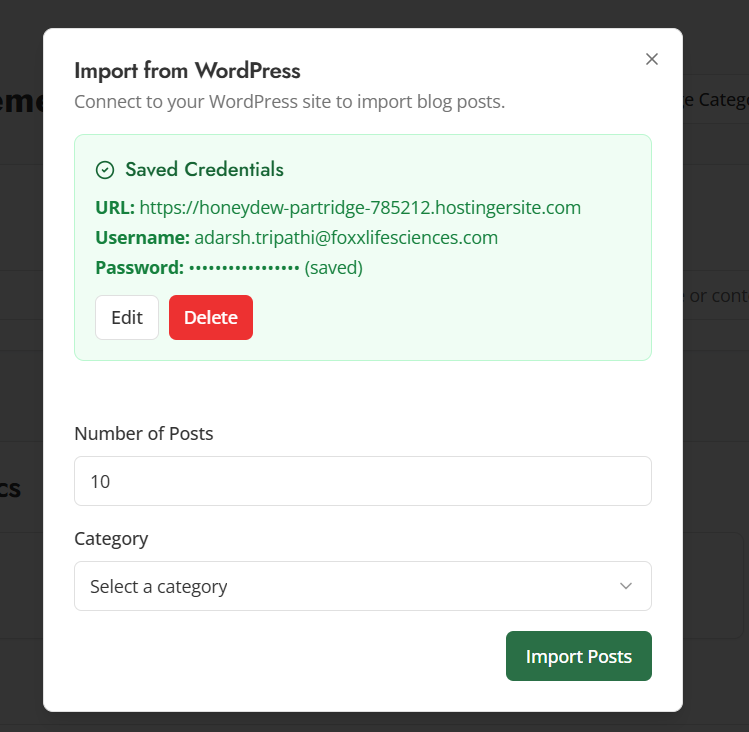 Import from WordPress
Connect to your WordPress site to import blog posts.
Saved Credentials
URL: https://honeydew-partridge-785212.hostingersite.com
Username: adarsh.tripathi@foxxlifesciences.com
Password: ••••••••••••••••• (saved)
Edit
Delete
or cont
Number of Posts
10
Category
Select a category
Import Posts